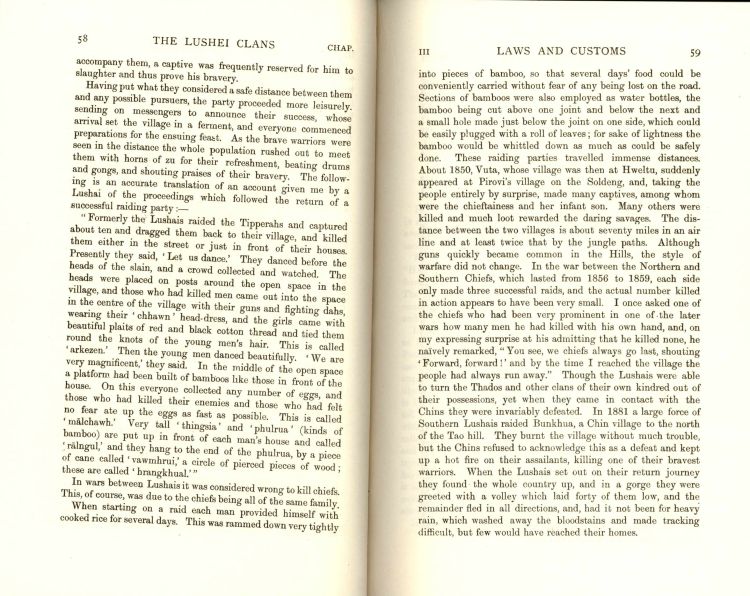 58 THE LUSHEI CLANS CHAP.
accompany them, a captive was frequently reserved for him to
slaughter and thus prove his bravery.
Having put what they considered a safe distance between them
and any possible pursuers, the party proceeded more leisurely,
sending on messengers to announce their success, whose
arrival set the village in a ferment, and everyone commenced
preparations for the ensuing feast. As the brave warriors were
seen in the distance the whole population rushed out to meet
them with horns of zu for their refreshment, beating drums
and gongs, and shouting praises of their bravery. The follow-
ing is an accurate translation of an account given me by a
Lushai of the proceedings which followed the return of a
successful raiding party :—
" Formerly the Lushais raided the Tipperahs and captured
about ten and dragged them back to their village, and killed
them either in the street or just in front of their houses.
Presently they said, ' Let us dance.' They danced before the
heads of the slain, and a crowd collected and watched. The
heads were placed on posts around the open space in the
village, and those who had killed men came out into the space
in the centre of the village with their guns and fighting dahs,
wearing their ' chhawn ' head-dress, and the girls came with
beautiful plaits of red and black cotton thread and tied them
round the knots of the young men's hair. This is called
' arkezen.' Then the young men danced beautifully. ' We are
very magnificent,' they said. In the middle of the open space
a platform had been built of bamboos like those in front of the
house. On this everyone collected any number of eggs, and
those who had killed their enemies and those who had felt
no fear ate up the eggs as fast as possible. This is called
' mālchawh.' Very tall ' thingsia ' and ' phulrua ' (kinds of
bamboo) are put up in front of each man's house and called
' rālngul,' and they hang to the end of the phulrua, by a piece
of cane called ' vawmhrui,' a circle of pierced pieces of wood ;
these are called ' hrangkhual.' "
In wars between Lushais it was considered wrong to kill chiefs.
This, of course, was due to the chiefs being all of the same family.
When starting on a raid each man provided himself with
cooked rice for several days. This was rammed down very tightly
III LAWS AND CUSTOMS 59
into pieces of bamboo, so that several days' food could be
conveniently carried without fear of any being lost on the road.
Sections of bamboos were also employed as water bottles, the
bamboo being cut above one joint and below the next and
a small hole made just below the joint on one side, which could
be easily plugged with a roll of leaves ; for sake of lightness the
bamboo would be whittled down as much as could be safely
done. These raiding parties travelled immense distances.
About 1850, Vuta, whose village was then at Hweltu, suddenly
appeared at Pirovi's village on the Soldeng, and, taking the
people entirely by surprise, made many captives, among whom
were the chieftainess and her infant son. Many others were
killed and much loot rewarded the daring savages. The dis-
tance between the two villages is about seventy miles in an air
line and at least twice that by the jungle paths. Although
guns quickly became common in the Hills, the style of
warfare did not change. In the war between the Northern and
Southern Chiefs, which lasted from 1856 to 1859, each side
only made three successful raids, and the actual number killed
in action appears to have been very small. I once asked one of
the chiefs who had been very prominent in one of the later
wars how many men he had killed with his own hand, and, on
my expressing surprise at his admitting that he killed none, he
naïvely remarked, " You see, we chiefs always go last, shouting
' Forward, forward ! ' and by the time I reached the village the
people had always run away." Though the Lushais were able
to turn the Thados and other clans of their own kindred out of
their possessions, yet when they came in contact with the
Chins they were invariably defeated. In 1881 a large force of
Southern Lushais raided Bunkhua, a Chin village to the north
of the Tao hill. They burnt the village without much trouble,
but the Chins refused to acknowledge this as a defeat and kept
up a hot fire on their assailants, killing one of their bravest
warriors. When the Lushais set out on their return journey
they found the whole country up, and in a gorge they were
greeted with a volley which laid forty of them low, and the
remainder fled in all directions, and, had it not been for heavy
rain, which washed away the bloodstains and made tracking
difficult, but few would have reached their homes.